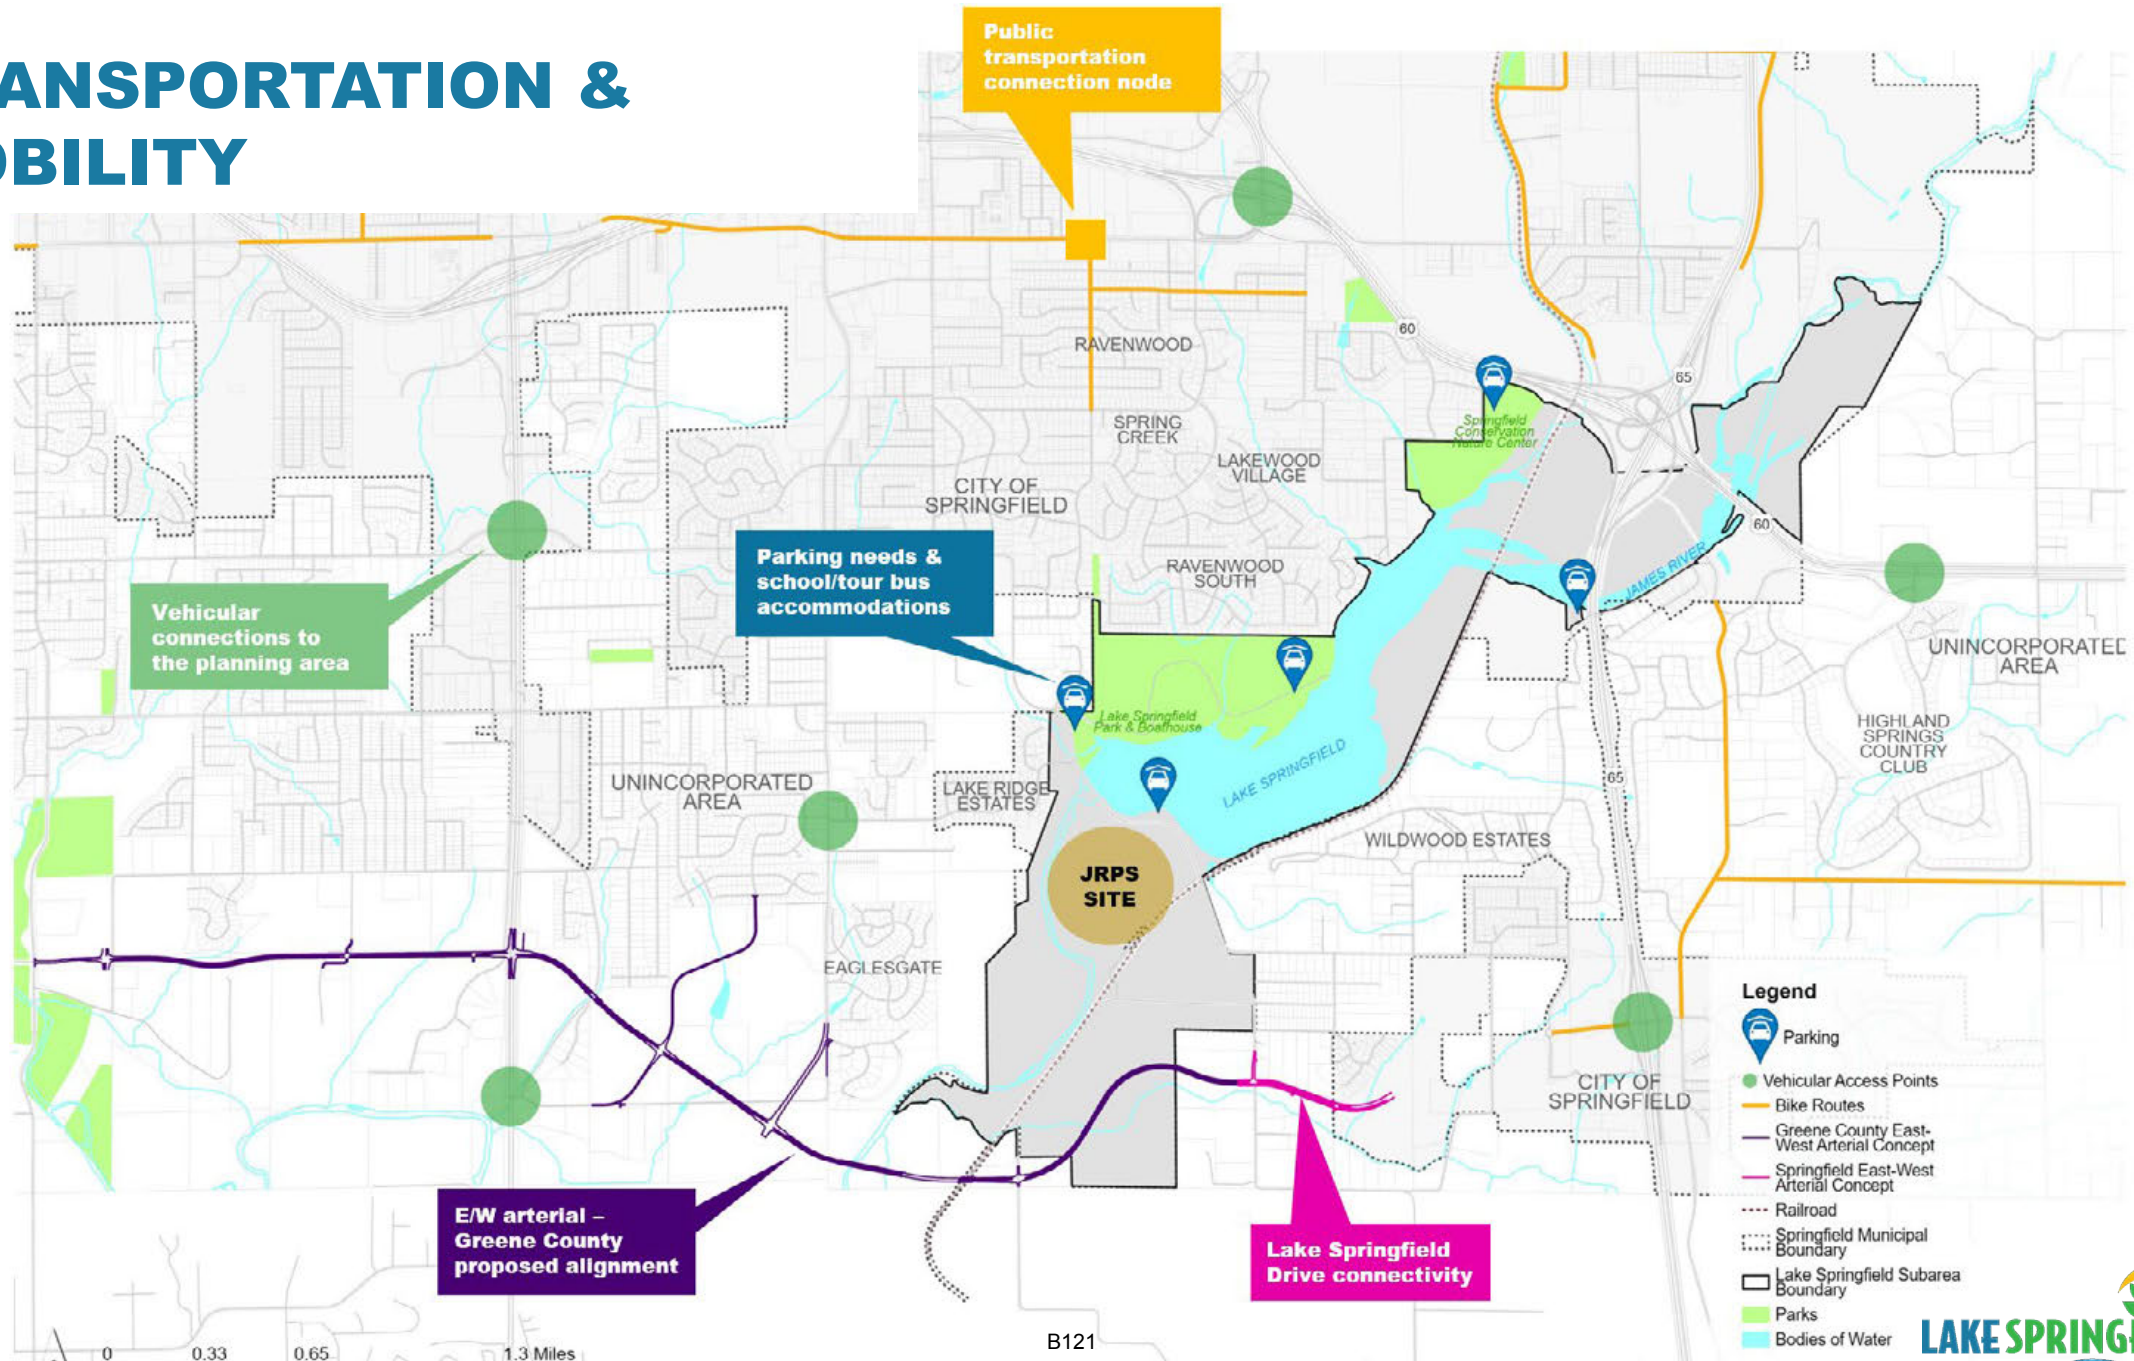 ANSPORTATION &
OBILITY
Public
transportation
connection node
60
65
RAVENWOOD
SPRING
CREEK
LAKEWOOD
VILLAGE
Springfield
Conservation
Nature Center
CITY OF
SPRINGFIELD
60
Parking needs &
school/tour bus
accommodations
RAVENWOOD
SOUTH
JAMES RIVER
Vehicular
connections to
the planning area
UNINCORPORATED
AREA
Lake Springfield
Park & Boathouse
HIGHLAND
SPRINGS
COUNTRY
CLUB
LAKE SPRINGFIELD
65
UNINCORPORATED
AREA
LAKE RIDGE
ESTATES
WILDWOOD ESTATES
JRPS
SITE
EAGLESGATE
CITY OF
SPRINGFIELD
E/W arterial –
Greene County
proposed alignment
Lake Springfield
Drive connectivity
Legend
Parking
Vehicular Access Points
Bike Routes
Greene County East-
West Arterial Concept
Springfield East-West
Arterial Concept
Railroad
Springfield Municipal
Boundary
Lake Springfield Subarea
Boundary
Parks
Bodies of Water
0 0.33 0.65 1.3 Miles
B121
LAKE SPRING